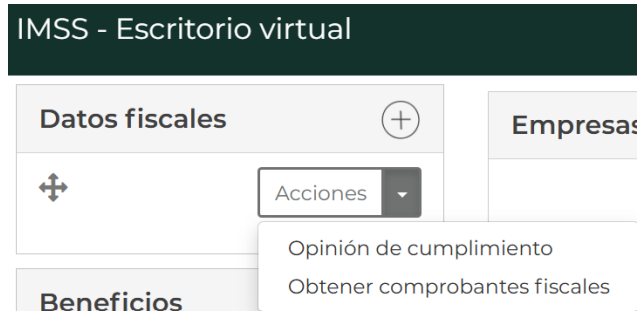 IMSS - Escritorio virtual
Datos fiscales
Empresas
Acciones
Opinión de cumplimiento
Obtener comprobantes fiscales
Beneficios